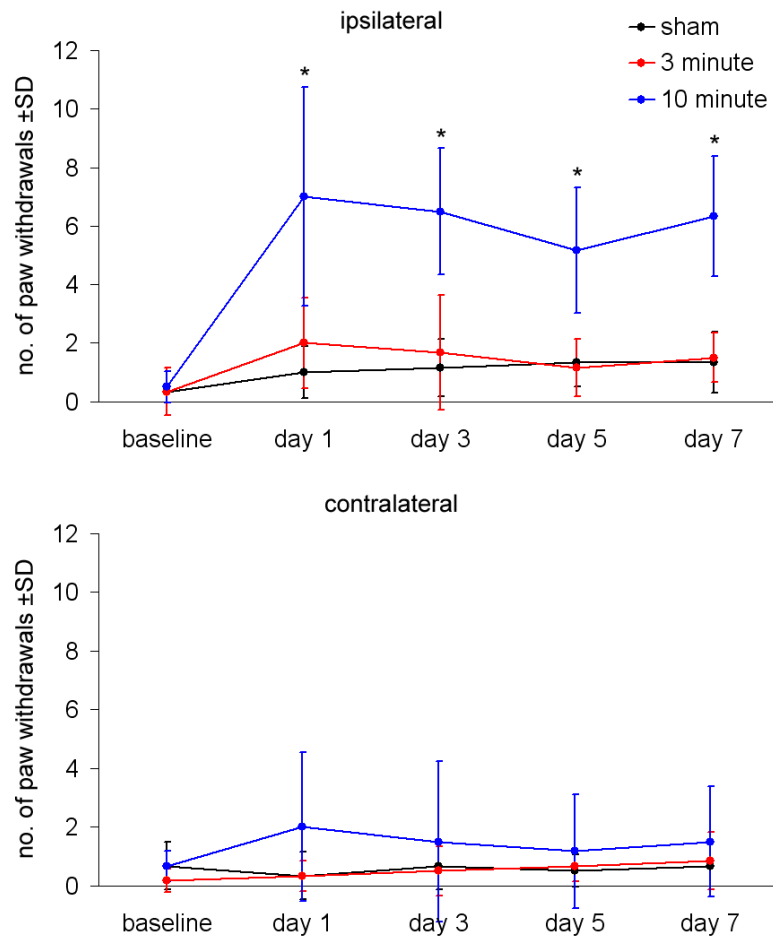 ipsilateral
sham
3 minute
10 minute
no. of paw withdrawals ±SD
12
10
8
6
4
2
0
*
*
*
*
baseline day 1 day 3 day 5 day 7
contralateral
no. of paw withdrawals ±SD
12
10
8
6
4
2
0
baseline day 1 day 3 day 5 day 7